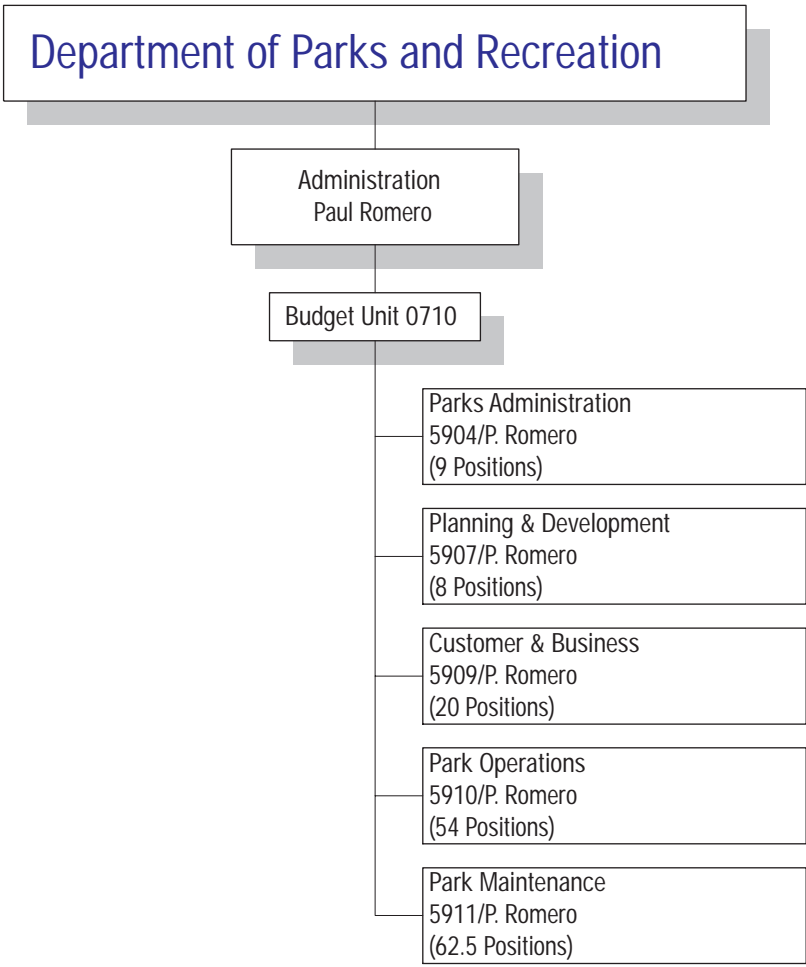 Department of Parks and Recreation
Administration
Paul Romero
Budget Unit 0710
Parks Administration
5904/P. Romero
(9 Positions)
Planning & Development
5907/P. Romero
(8 Positions)
Customer & Business
5909/P. Romero
(20 Positions)
Park Operations
5910/P. Romero
(54 Positions)
Park Maintenance
5911/P. Romero
(62.5 Positions)